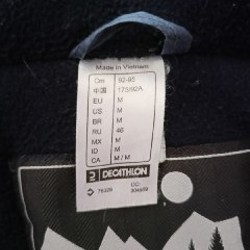 Made in Vietnam
Cm 92-95
中国 175/92A
EU M
US M
BR M
RU 46
MX M
ID M
CA M / M
DECATHLON
CC: